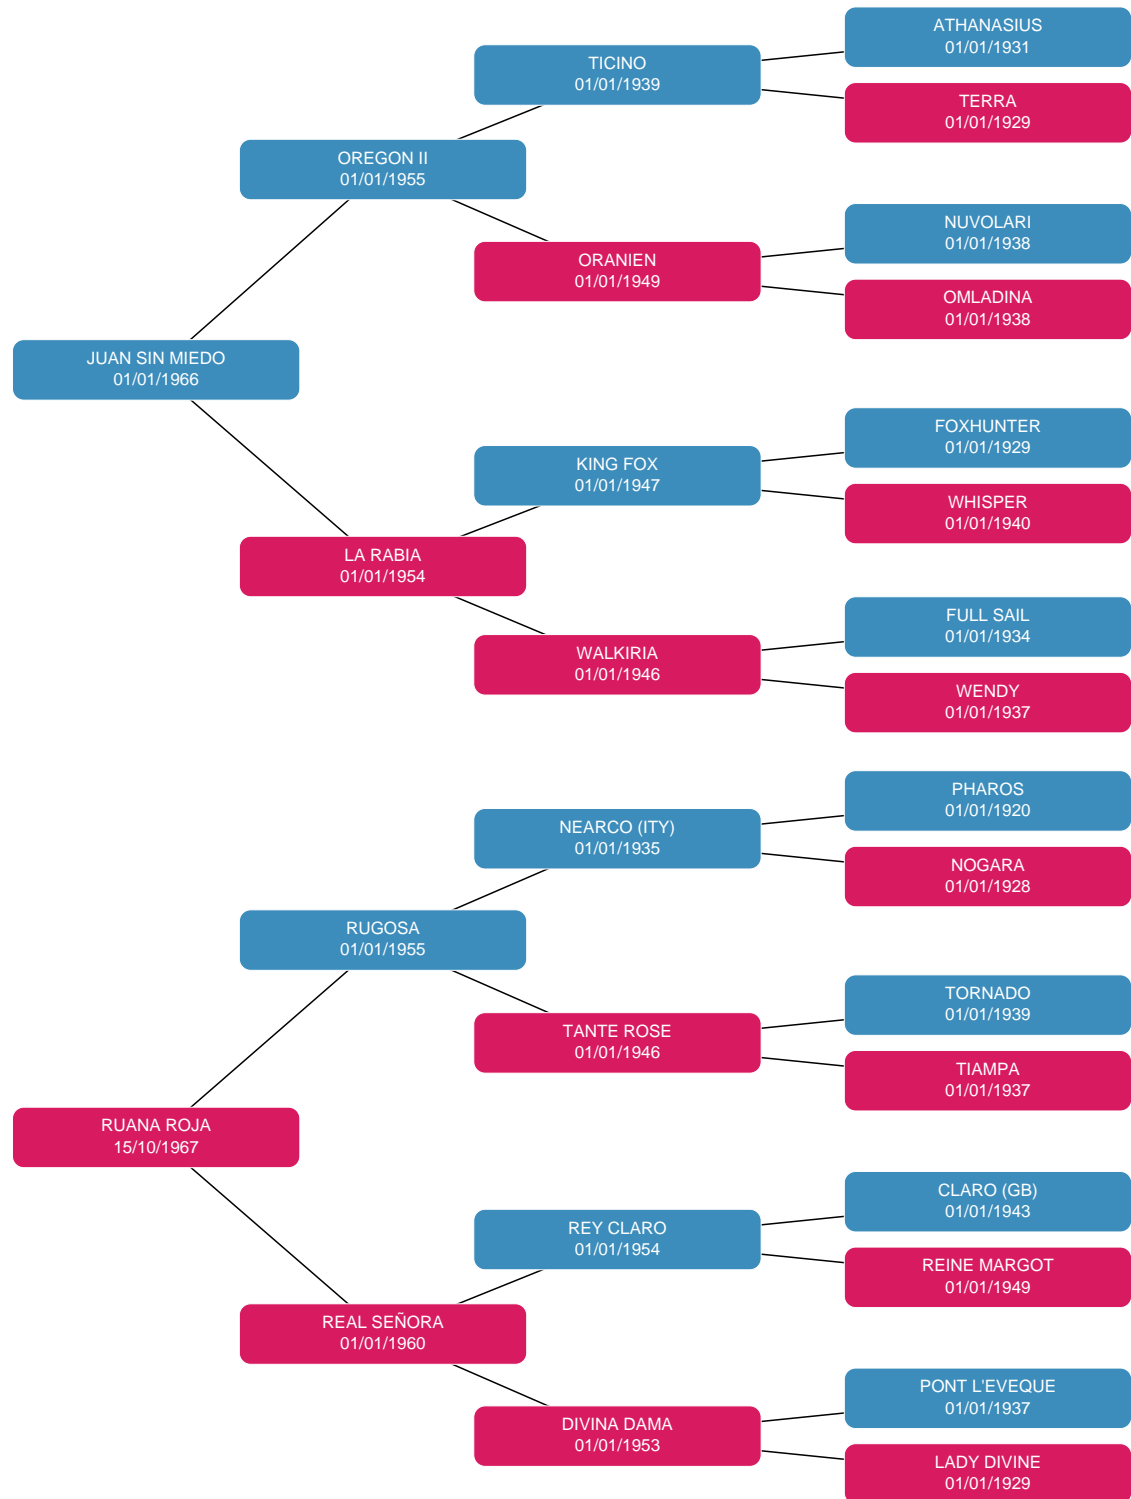 ATHANASIUS
01/01/1931
TICINO
01/01/1939
TERRA
01/01/1929
OREGON II
01/01/1955
NUVOLARI
01/01/1938
ORANIEN
01/01/1949
OMLADINA
01/01/1938
JUAN SIN MIEDO
01/01/1966
FOXHUNTER
01/01/1929
KING FOX
01/01/1947
WHISPER
01/01/1940
LA RABIA
01/01/1954
FULL SAIL
01/01/1934
WALKIRIA
01/01/1946
WENDY
01/01/1937
PHAROS
01/01/1920
NEARCO (ITY)
01/01/1935
NOGARA
01/01/1928
RUGOSA
01/01/1955
TORNADO
01/01/1939
TANTE ROSE
01/01/1946
TIAMPA
01/01/1937
RUANA ROJA
15/10/1967
CLARO (GB)
01/01/1943
REY CLARO
01/01/1954
REINE MARGOT
01/01/1949
REAL SEÑORA
01/01/1960
PONT L'EVEQUE
01/01/1937
DIVINA DAMA
01/01/1953
LADY DIVINE
01/01/1929